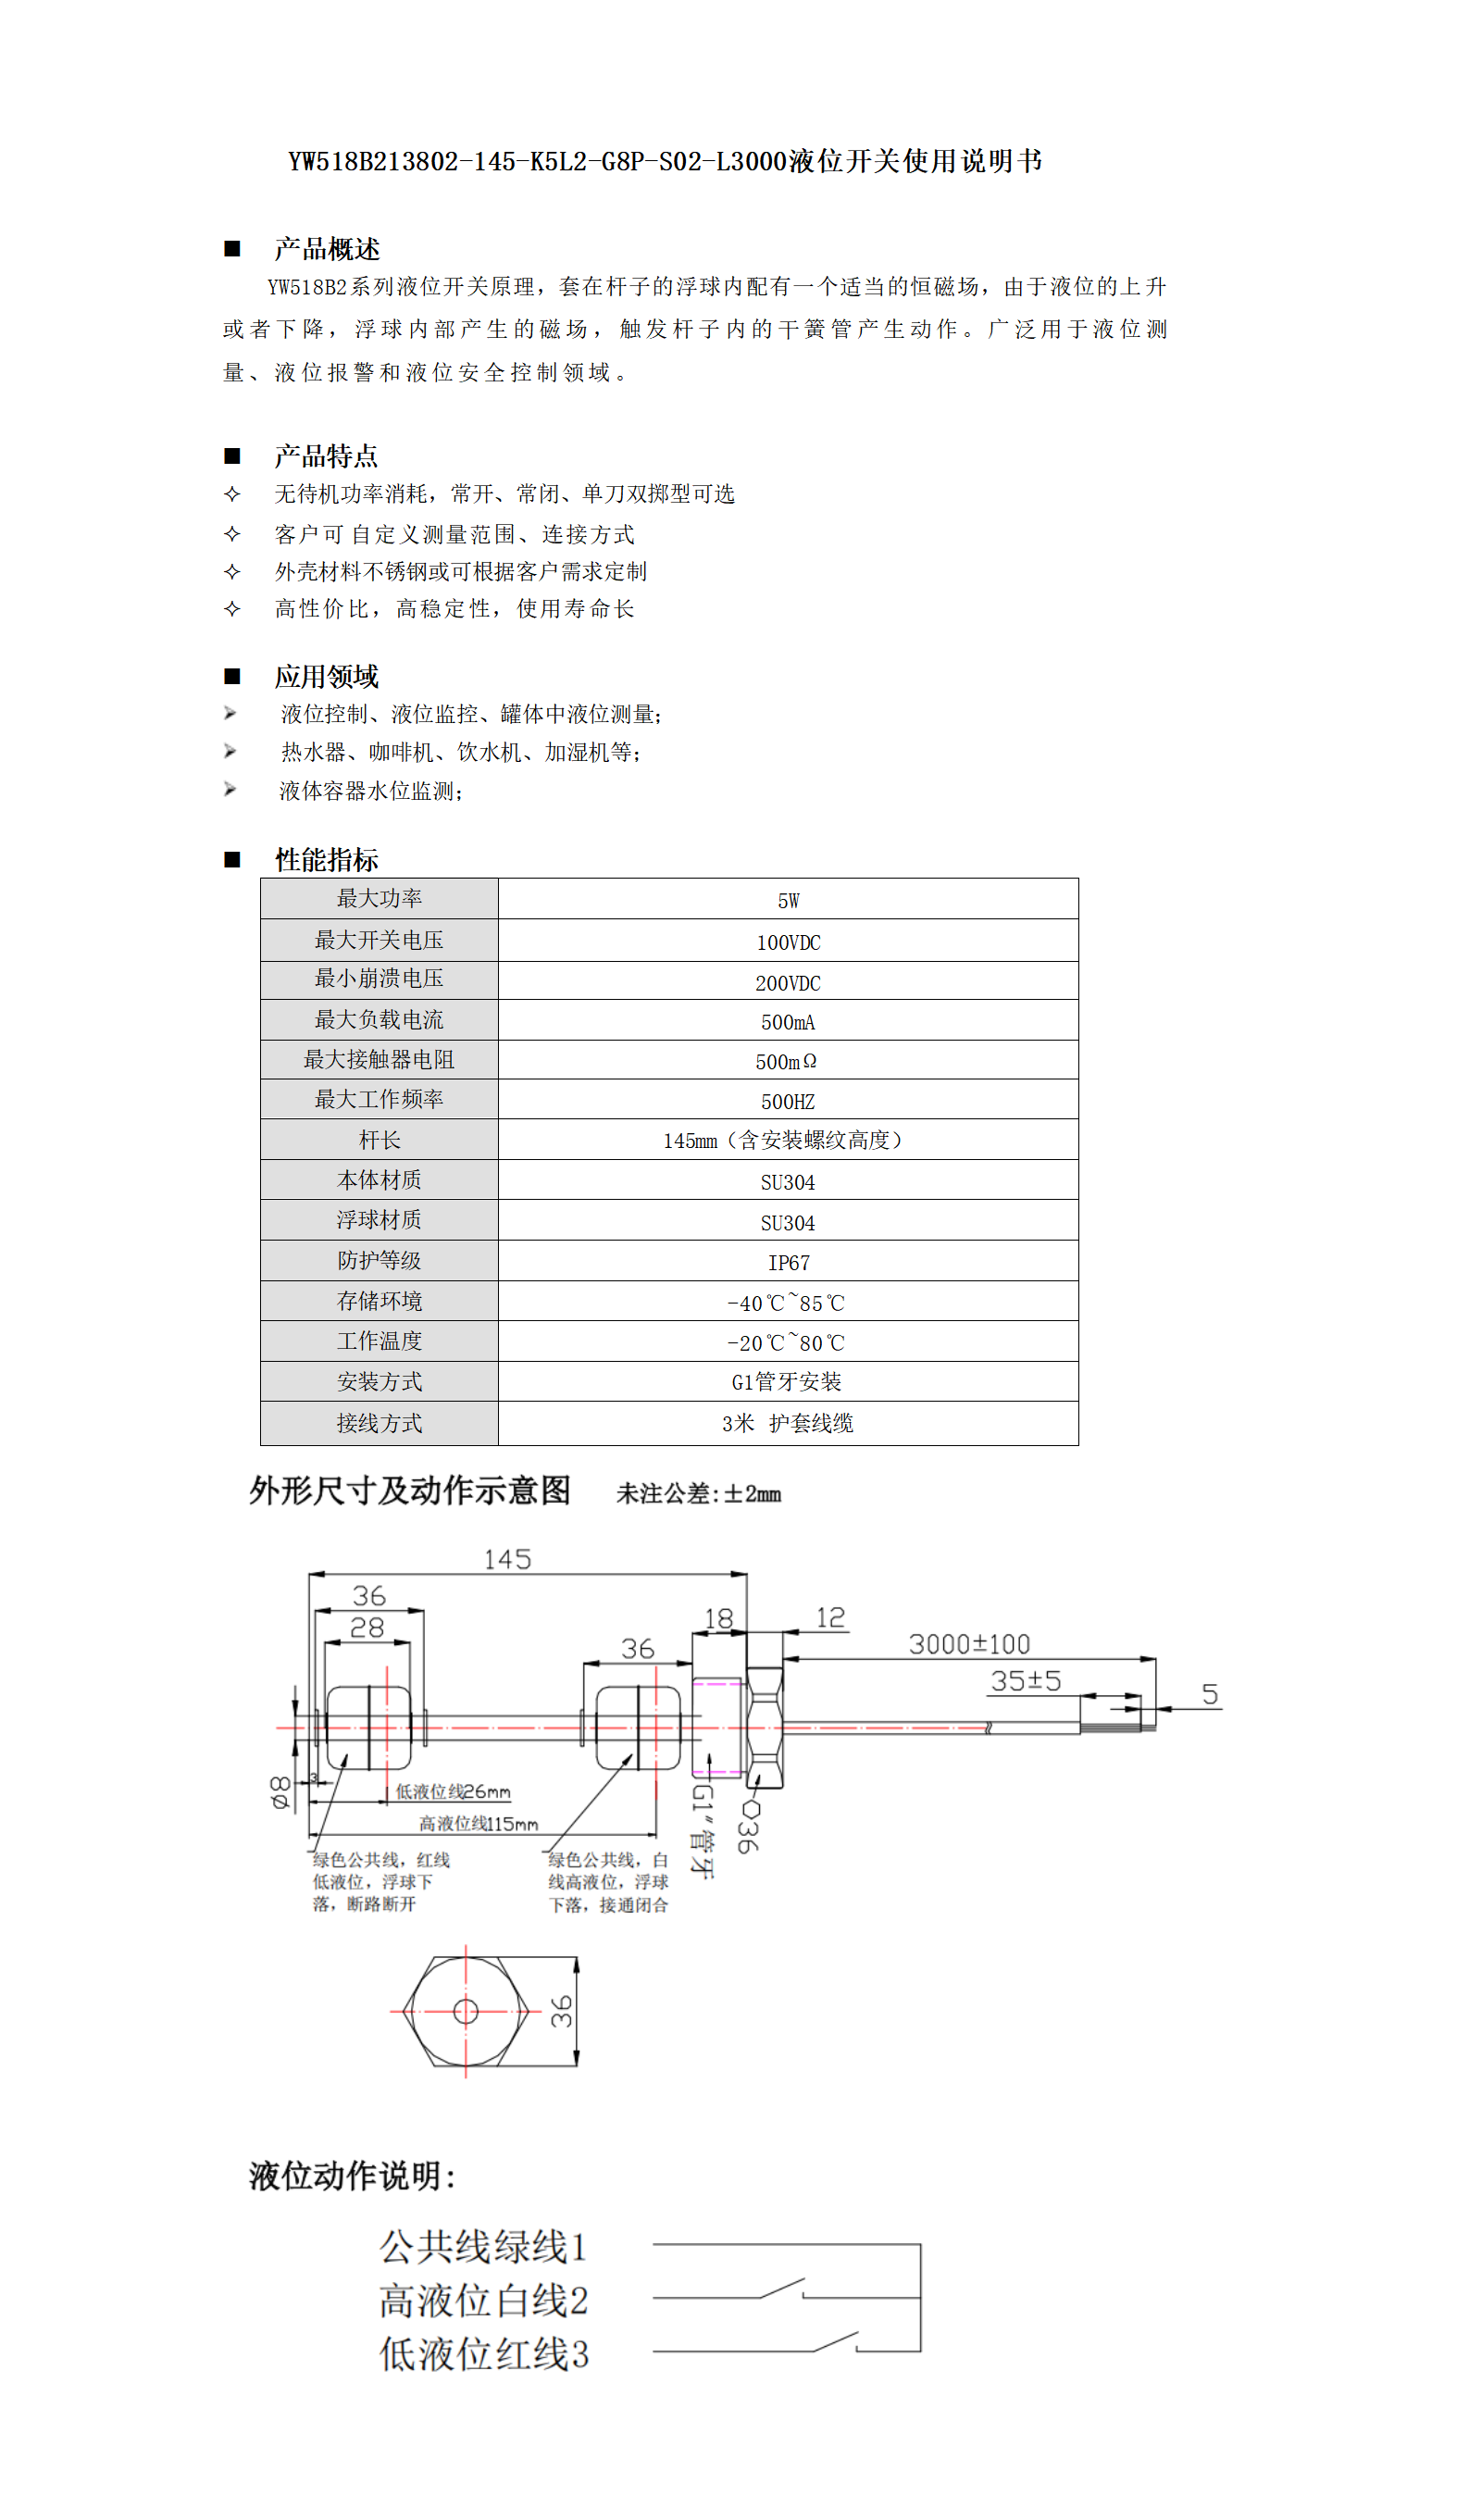 YW518B213802-145-K5L2-G8P-S02-L3000液位开关使用说明书
■ 产品概述
YW518B2系列液位开关原理，套在杆子的浮球内配有一个适当的恒磁场，由于液位的上升
或者下降，浮球内部产生的磁场，触发杆子内的干簧管产生动作。广泛用于液位测
量、液位报警和液位安全控制领域。
■ 产品特点
✧ 无待机功率消耗，常开、常闭、单刀双掷型可选
✧ 客户可自定义测量范围、连接方式
✧ 外壳材料不锈钢或可根据客户需求定制
✧ 高性价比，高稳定性，使用寿命长
■ 应用领域
➢ 液位控制、液位监控、罐体中液位测量；
➢ 热水器、咖啡机、饮水机、加湿机等；
➢ 液体容器水位监测；
■ 性能指标
最大功率 5W
最大开关电压 100VDC
最小崩溃电压 200VDC
最大负载电流 500mA
最大接触器电阻 500mΩ
最大工作频率 500HZ
杆长 145mm（含安装螺纹高度）
本体材质 SU304
浮球材质 SU304
防护等级 IP67
存储环境 -40℃~85℃
工作温度 -20℃~80℃
安装方式 G1管牙安装
接线方式 3米 护套线缆
外形尺寸及动作示意图 未注公差:±2mm
145
36
28
18
12
36
3000±100
35±5
5
3
ø8
低液位线26mm
高液位线115mm
G1"管牙
⬡36
绿色公共线，红线
低液位，浮球下
落，断路断开
绿色公共线，白
线高液位，浮球
下落，接通闭合
36
液位动作说明:
公共线绿线1
高液位白线2
低液位红线3